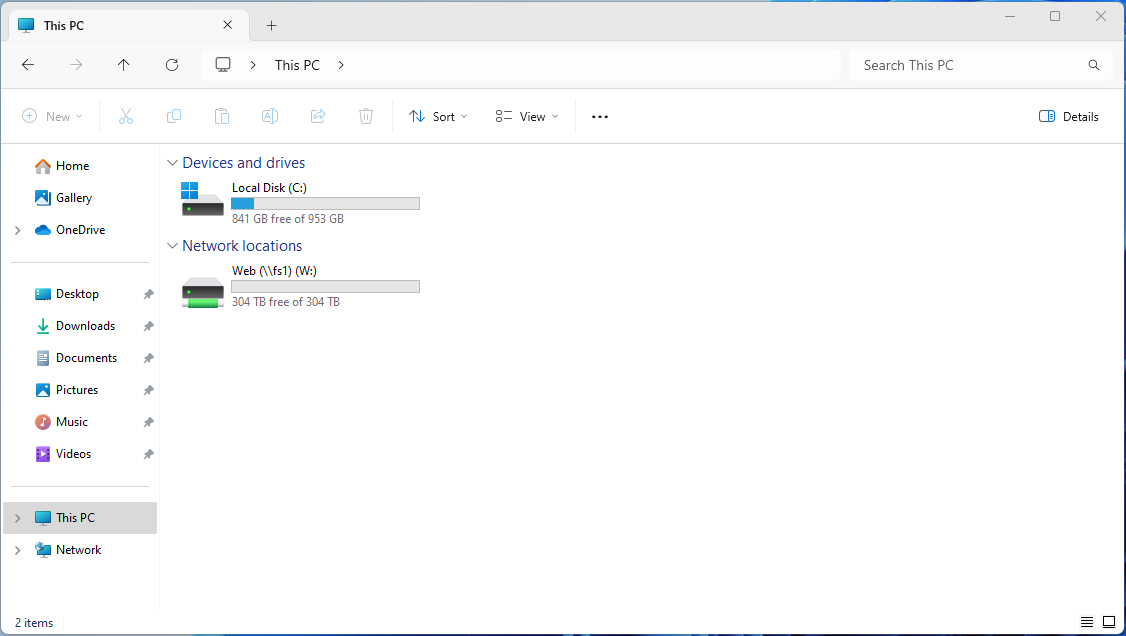 This PC
This PC
Search This PC
New
Sort
View
Details
Home
Gallery
OneDrive
Desktop
Downloads
Documents
Pictures
Music
Videos
This PC
Network
Devices and drives
Local Disk (C:)
841 GB free of 953 GB
Network locations
Web (\\fs1) (W:)
304 TB free of 304 TB
2 items